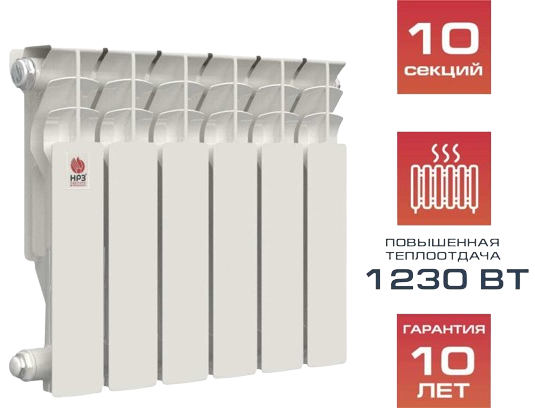 10
СЕКЦИЙ
НРЗ
ПОВЫШЕННАЯ
ТЕПЛООТДАЧА
1230 ВТ
ГАРАНТИЯ
10
ЛЕТ